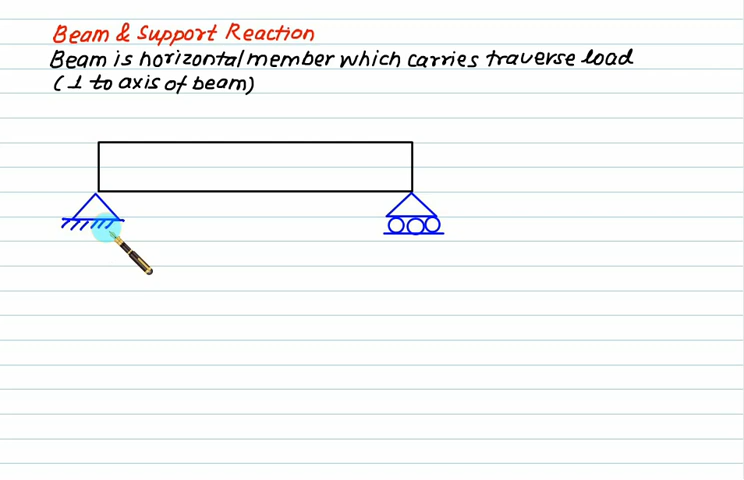 Beam & Support Reaction
Beam is horizontal member which carries traverse load
(⊥ to axis of beam)